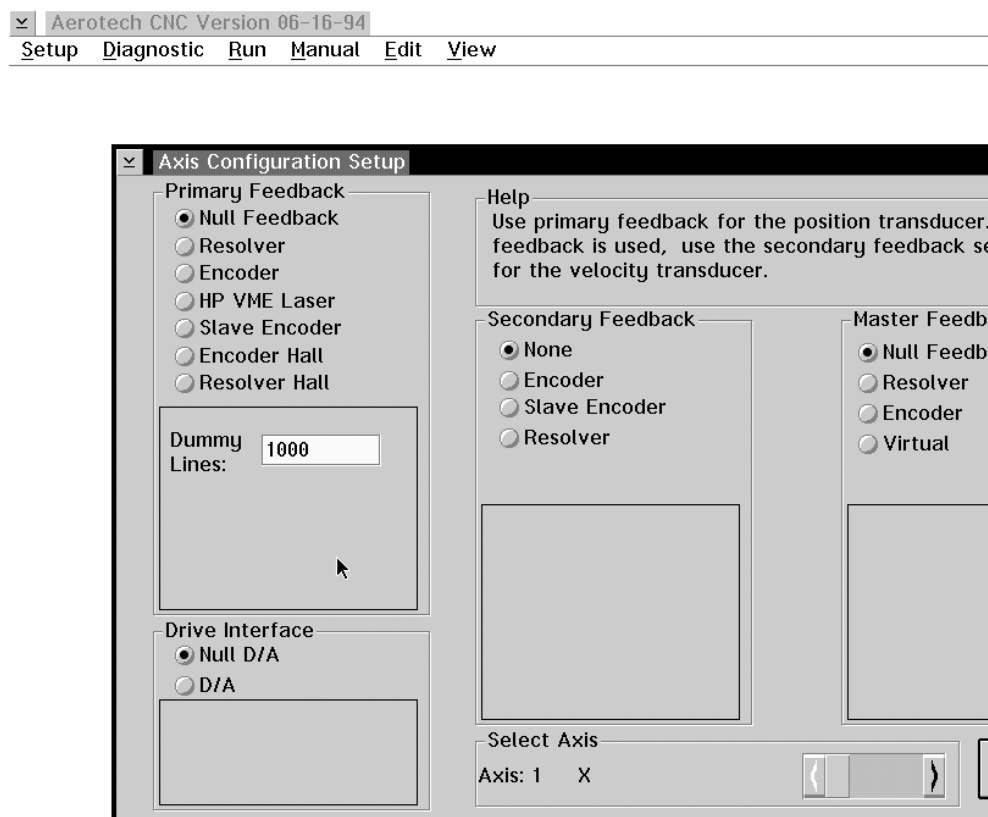 Aerotech CNC Version 06-16-94
Setup Diagnostic Run Manual Edit View
Axis Configuration Setup
Primary Feedback
Null Feedback
Resolver
Encoder
HP VME Laser
Slave Encoder
Encoder Hall
Resolver Hall
Dummy
Lines:
1000
Drive Interface
Null D/A
D/A
Help
Use primary feedback for the position transducer.
feedback is used, use the secondary feedback se
for the velocity transducer.
Secondary Feedback
None
Encoder
Slave Encoder
Resolver
Master Feedb
Null Feedb
Resolver
Encoder
Virtual
Select Axis
Axis: 1 X